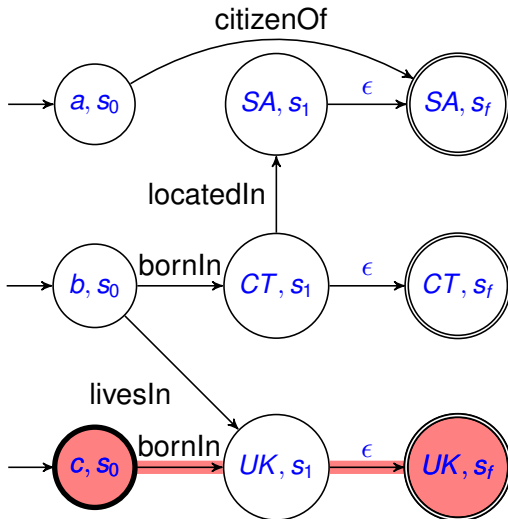 citizenOf
a, s0
SA, s1
ϵ
SA, sf
locatedIn
b, s0
bornIn
CT, s1
ϵ
CT, sf
livesIn
c, s0
bornIn
UK, s1
ϵ
UK, sf